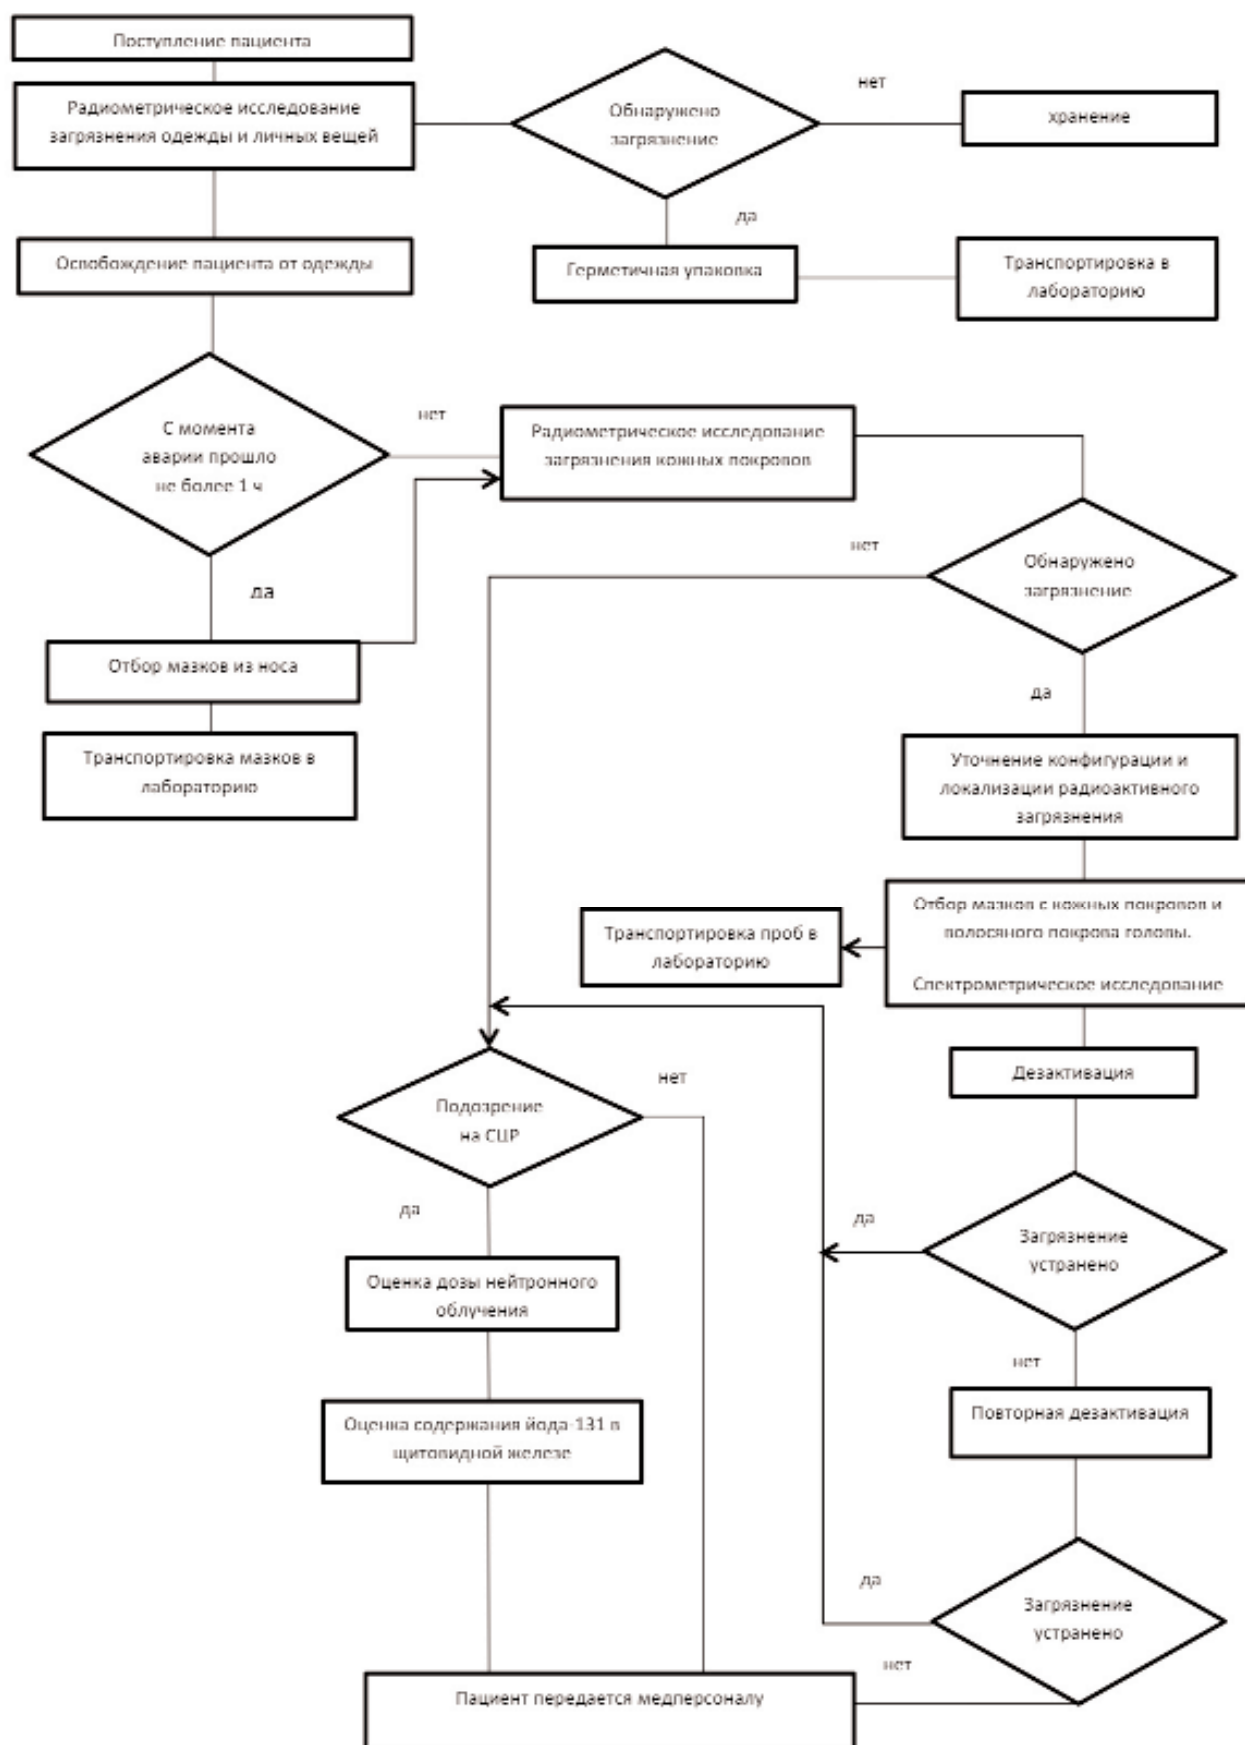 Поступление пациента
Радиометрическое исследование
загрязнения одежды и личных вещей
Обнаружено
загрязнение
нет
хранение
да
Герметичная упаковка
Транспортировка в
лабораторию
Освобождение пациента от одежды
С момента
аварии прошло
не более 1 ч
нет
Радиометрическое исследование
загрязнения кожных покровов
да
Отбор мазков из носа
Транспортировка мазков в
лабораторию
нет
Обнаружено
загрязнение
да
Уточнение конфигурации и
локализации радиоактивного
загрязнения
Отбор мазков с кожных покровов и
волосяного покрова головы.
Спектрометрическое исследование
Транспортировка проб в
лабораторию
Дезактивация
Подозрение
на СЦР
нет
да
Загрязнение
устранено
да
нет
Оценка дозы нейтронного
облучения
Повторная дезактивация
Оценка содержания йода-131 в
щитовидной железе
Загрязнение
устранено
да
нет
Пациент передается медперсоналу